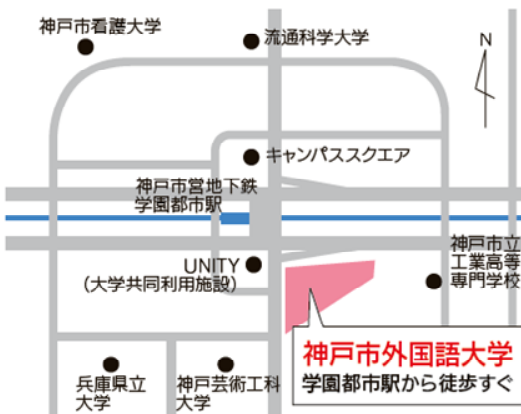 神戸市看護大学
流通科学大学
N
キャンパススクエア
神戸市営地下鉄
学園都市駅
UNITY
(大学共同利用施設)
神戸市立
工業高等
専門学校
神戸市外国語大学
学園都市駅から徒歩すぐ
兵庫県立
大学
神戸芸術工科
大学